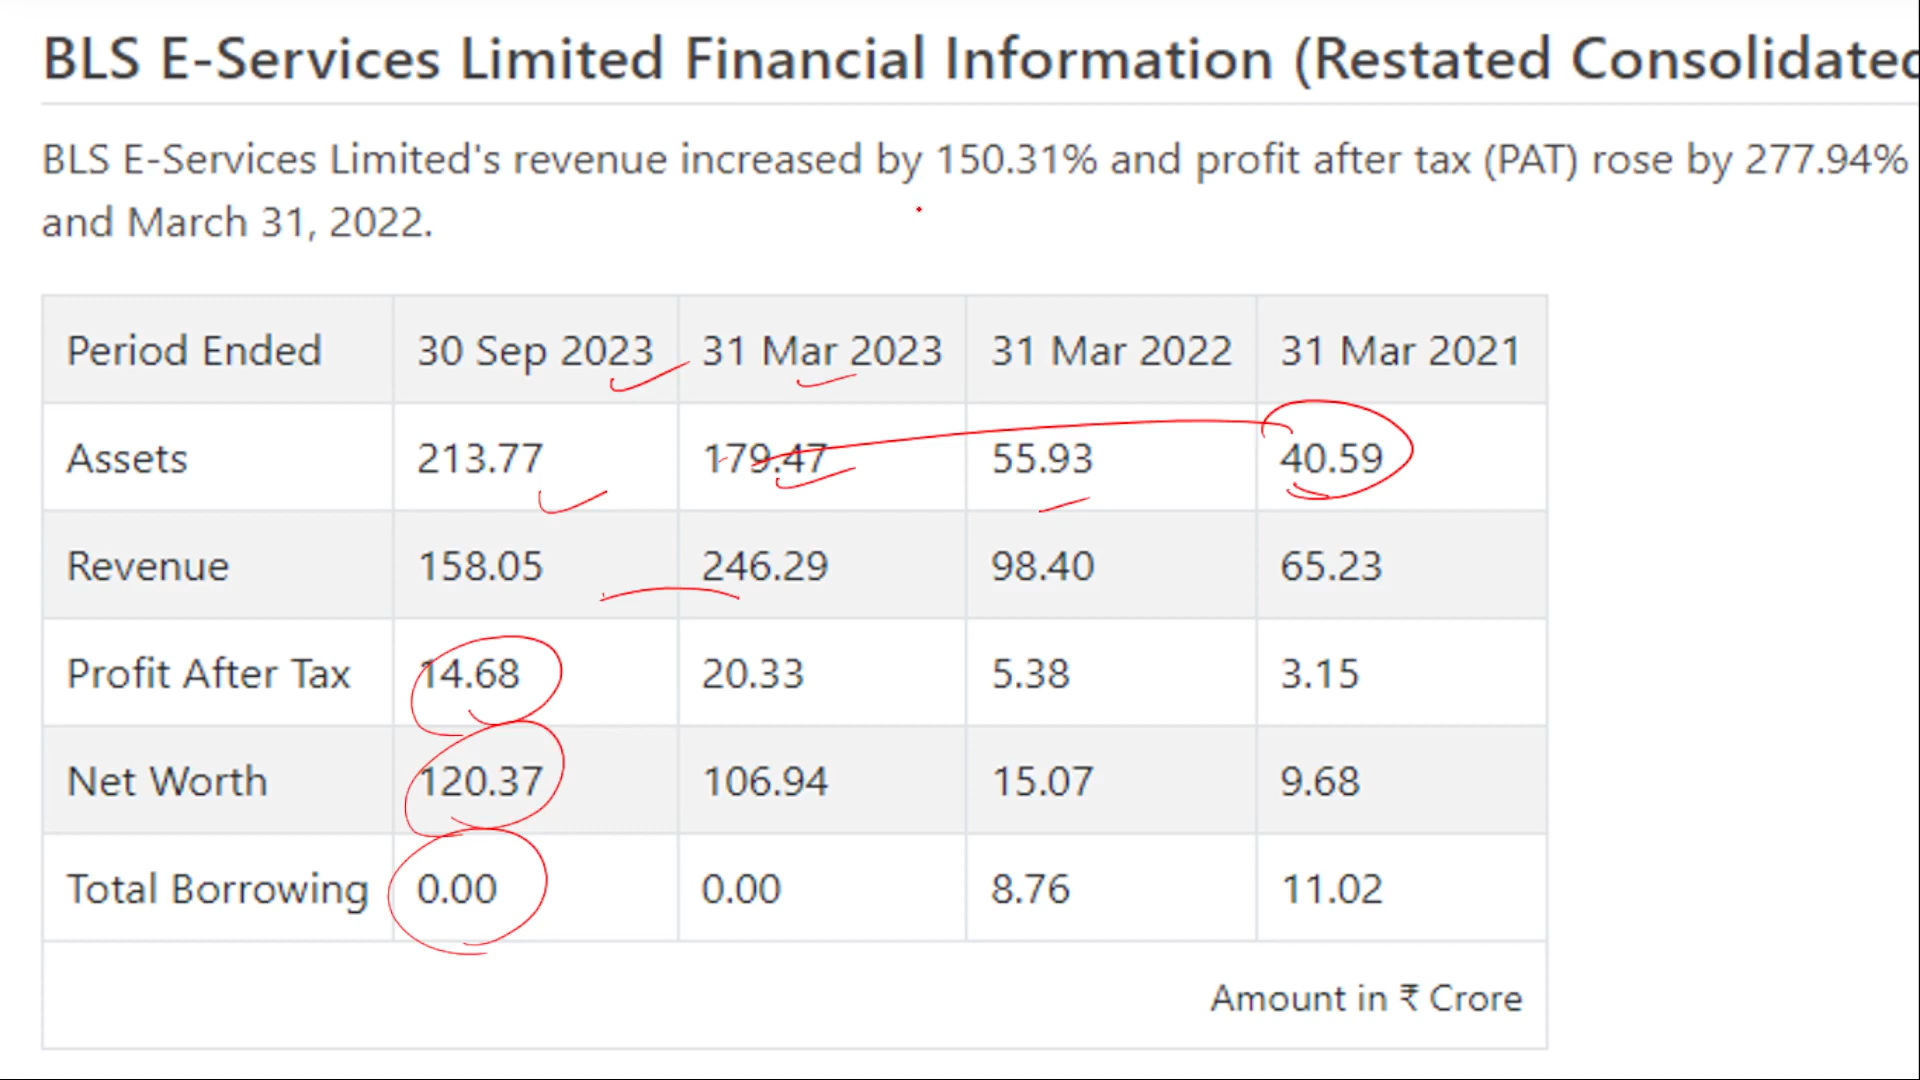 BLS E-Services Limited Financial Information (Restated Consolidated
BLS E-Services Limited's revenue increased by 150.31% and profit after tax (PAT) rose by 277.94%
and March 31, 2022.
Period Ended 30 Sep 2023 31 Mar 2023 31 Mar 2022 31 Mar 2021
Assets 213.77 179.47 55.93 40.59
Revenue 158.05 246.29 98.40 65.23
Profit After Tax 14.68 20.33 5.38 3.15
Net Worth 120.37 106.94 15.07 9.68
Total Borrowing 0.00 0.00 8.76 11.02
Amount in ₹ Crore